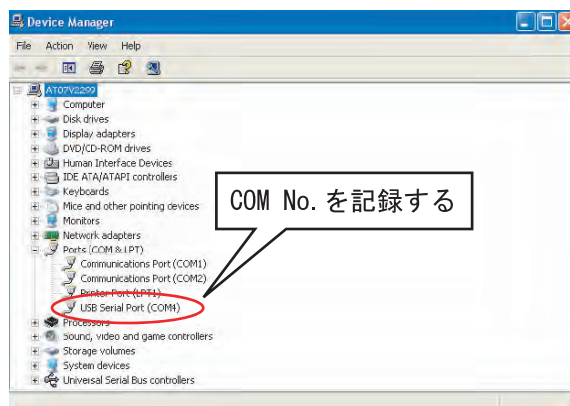 Device Manager
File Action View Help
AT07V2299
Computer
Disk drives
Display adapters
DVD/CD-ROM drives
Human Interface Devices
IDE ATA/ATAPI controllers
Keyboards
Mice and other pointing devices
Monitors
Network adapters
Ports (COM & LPT)
Communications Port (COM1)
Communications Port (COM2)
Printer Port (LPT1)
USB Serial Port (COM4)
Processors
Sound, video and game controllers
Storage volumes
System devices
Universal Serial Bus controllers
COM No.を記録する